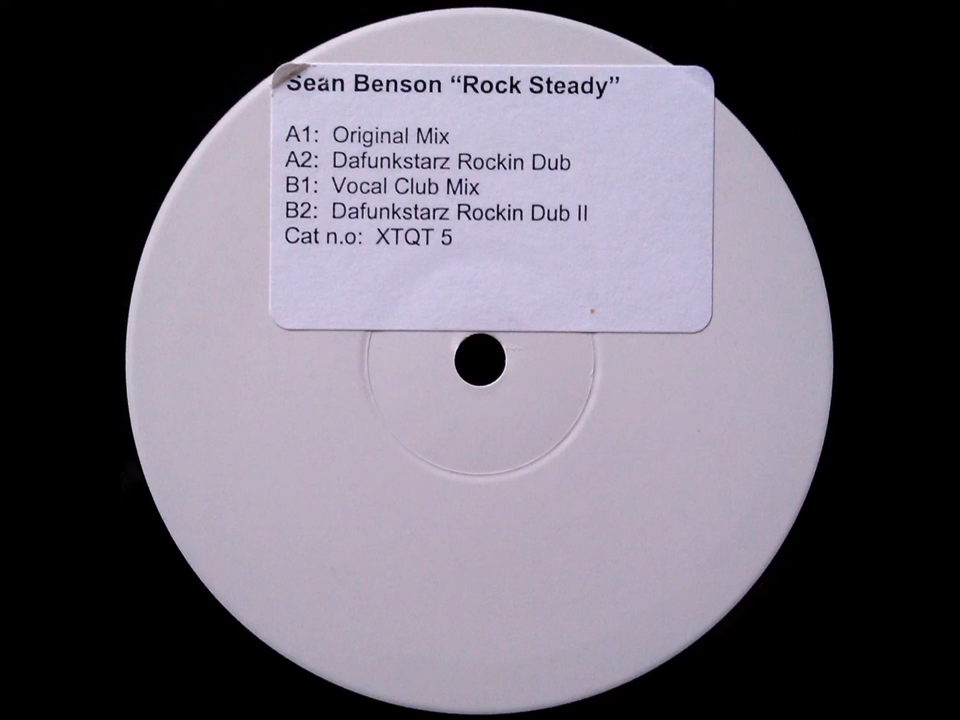 Sean Benson “Rock Steady”
A1: Original Mix
A2: Dafunkstarz Rockin Dub
B1: Vocal Club Mix
B2: Dafunkstarz Rockin Dub II
Cat n.o: XTQT 5